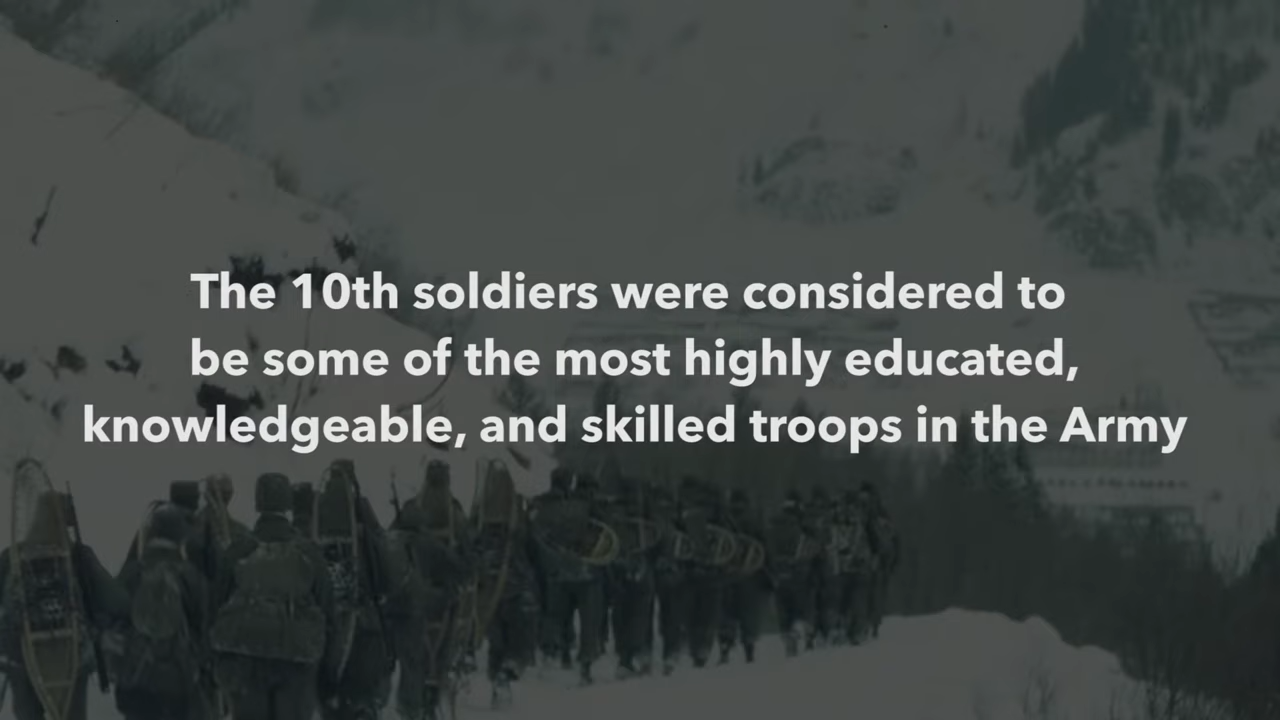 The 10th soldiers were considered to
be some of the most highly educated,
knowledgeable, and skilled troops in the Army